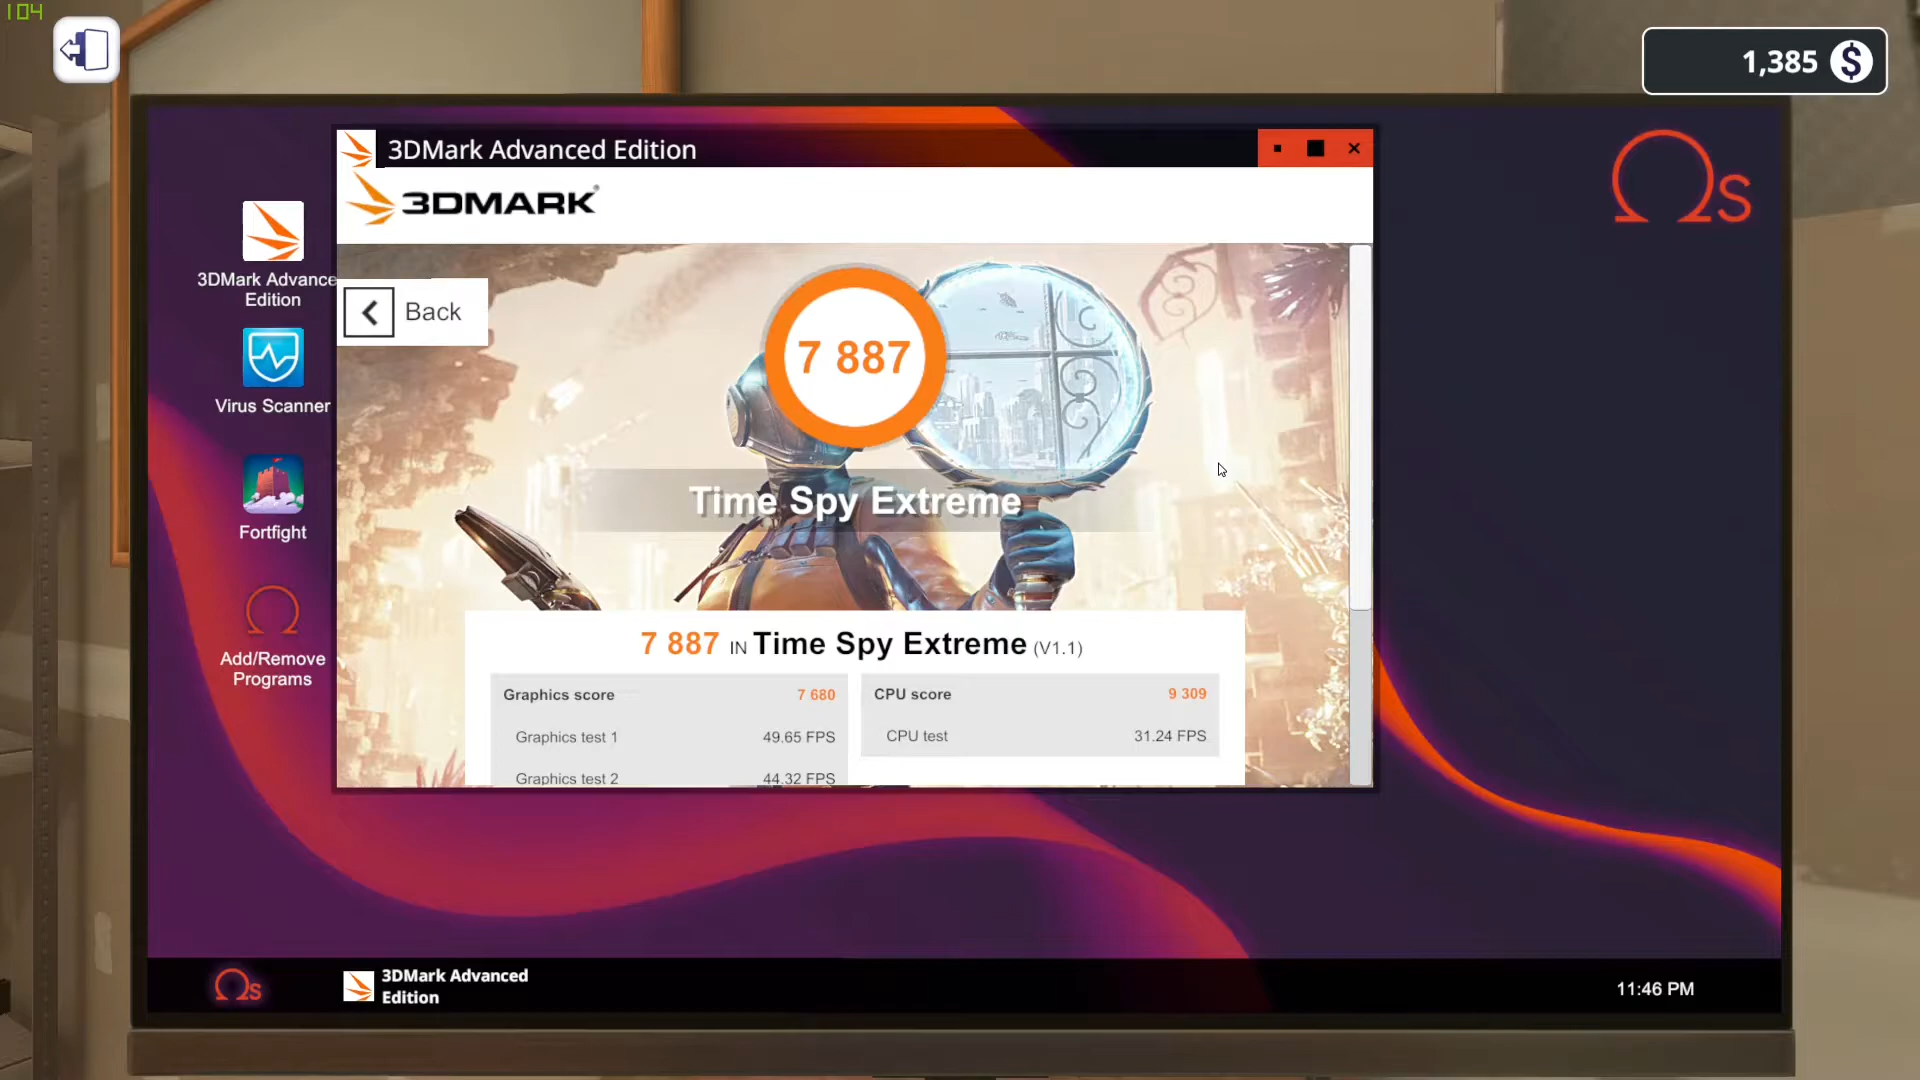 104
1,385 $
3DMark Advanced Edition
3DMARK®
3DMark Advance
Edition
Back
7 887
Virus Scanner
Time Spy Extreme
Fortfight
7 887 IN Time Spy Extreme (V1.1)
Add/Remove
Programs
Graphics score 7 680
CPU score 9 309
Graphics test 1 49.65 FPS
CPU test 31.24 FPS
Graphics test 2 44.32 FPS
Ωs
Ωs
3DMark Advanced
Edition
11:46 PM